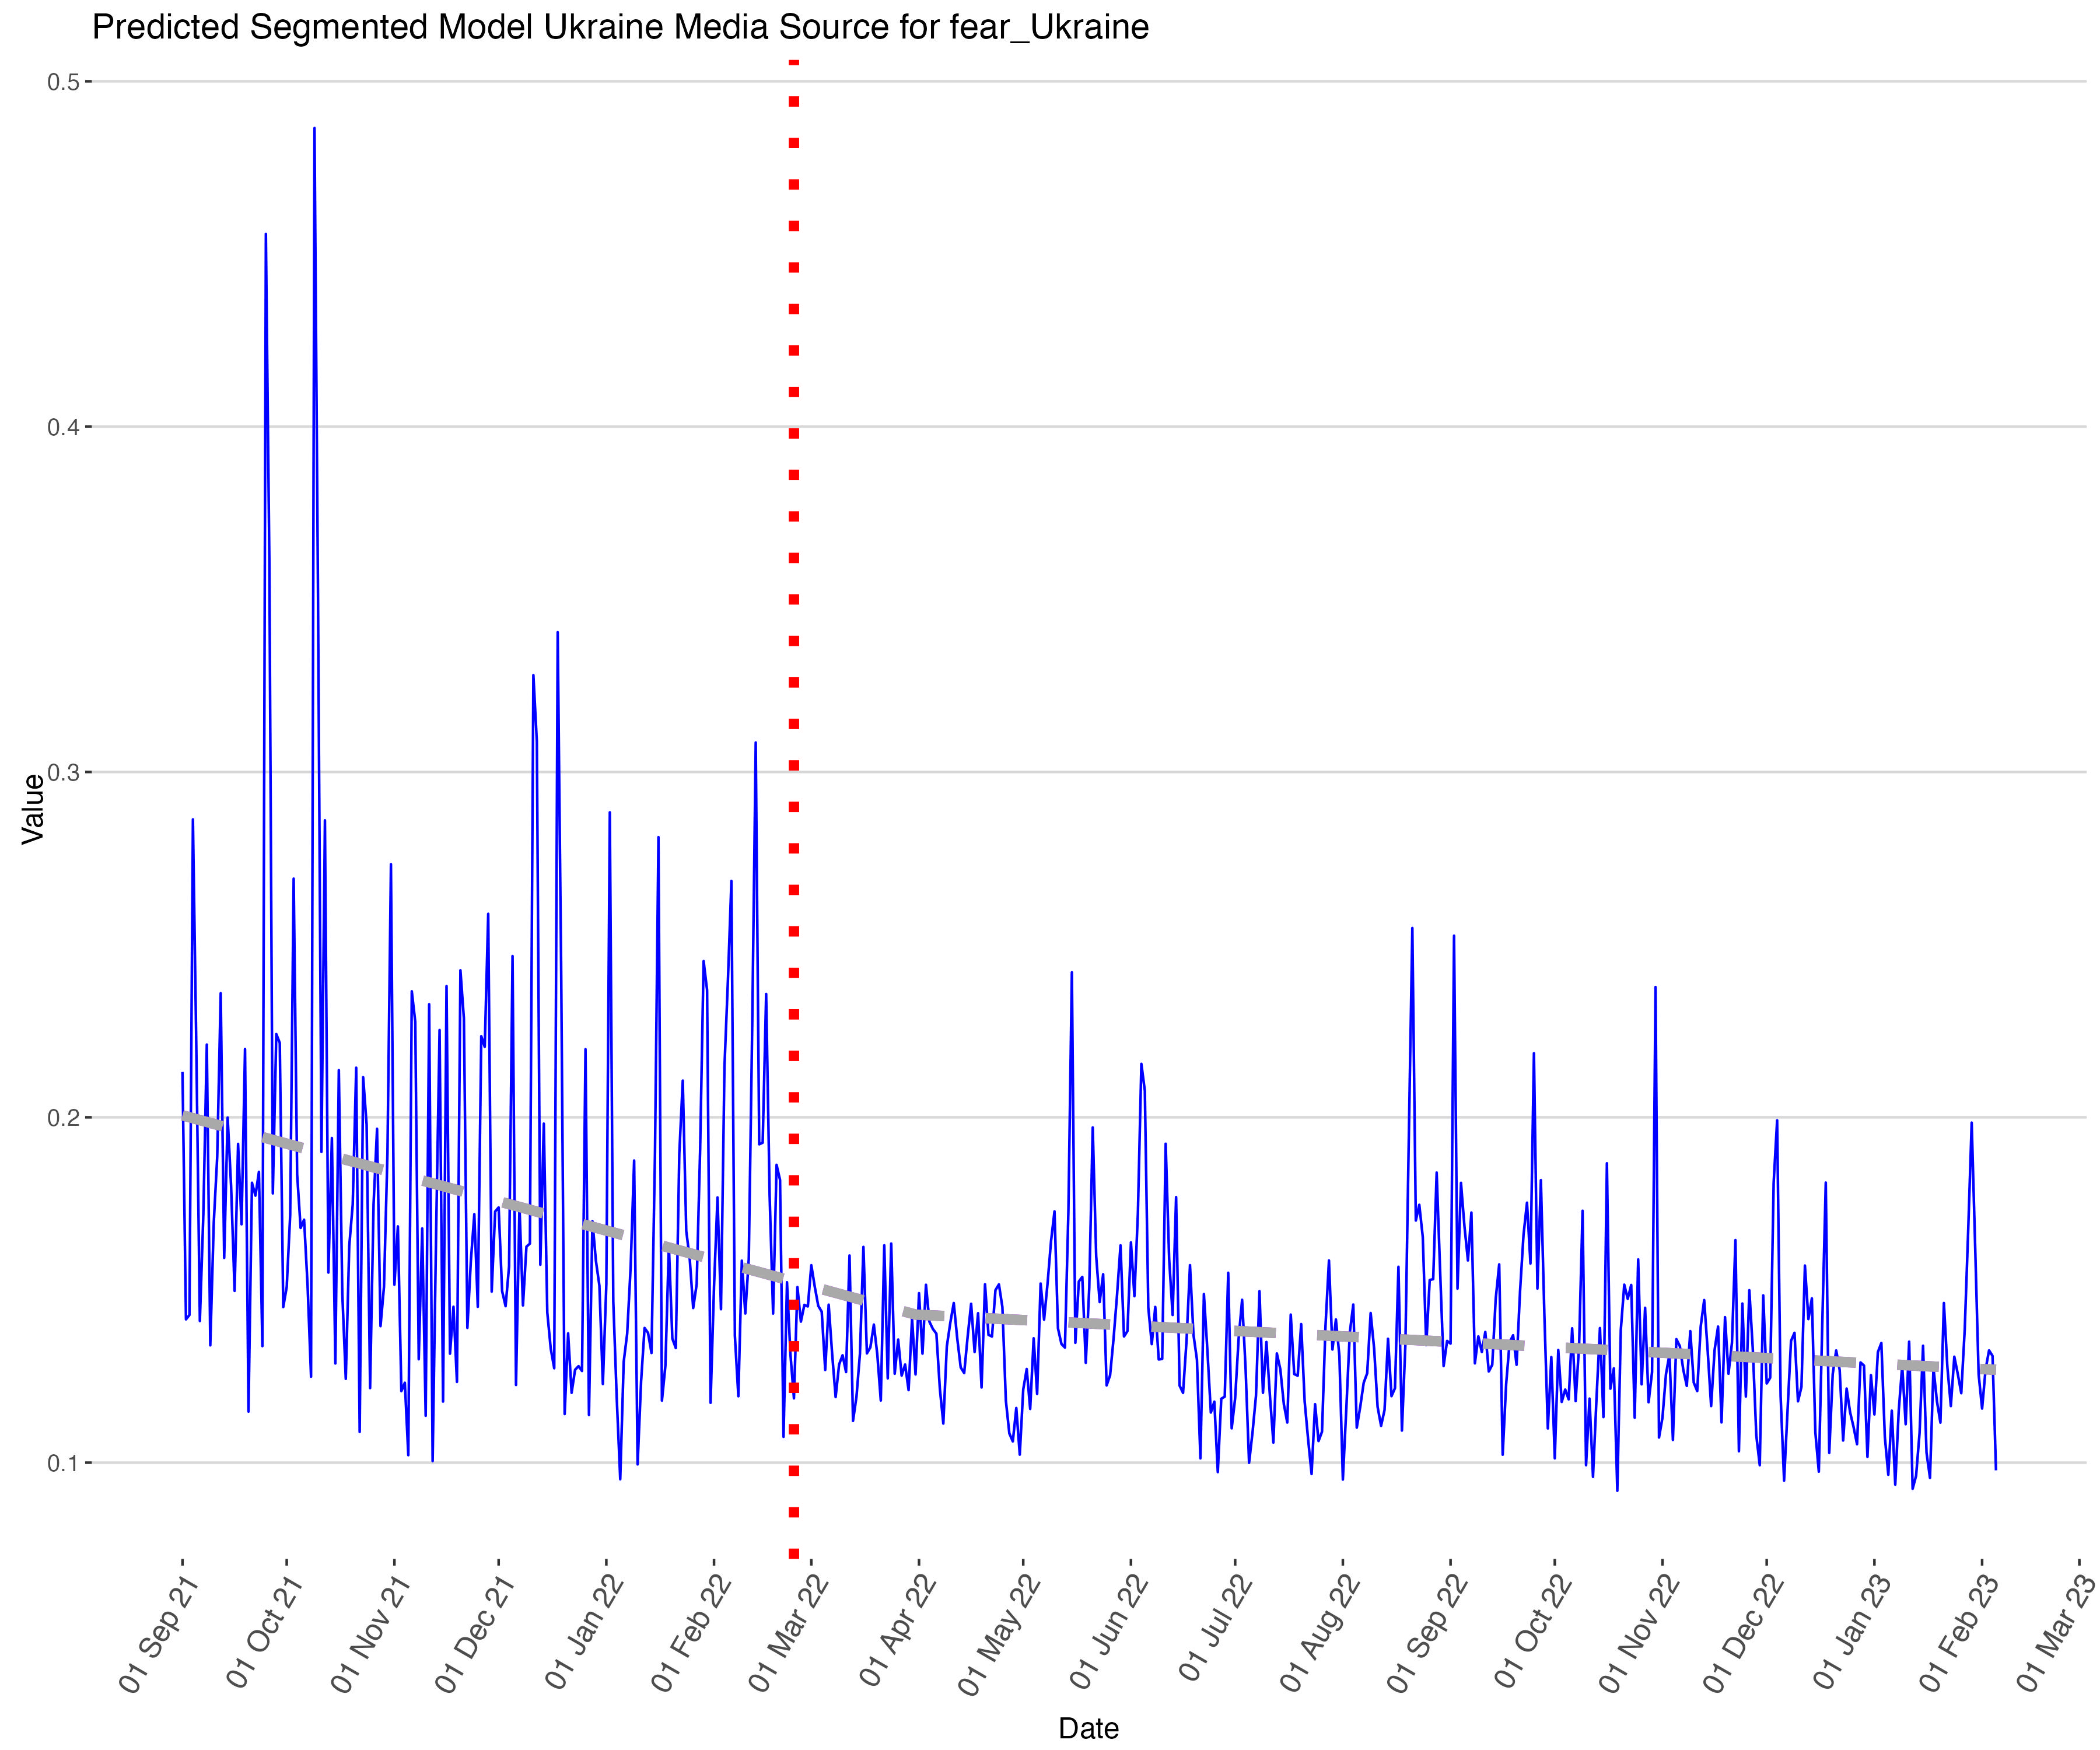 Predicted Segmented Model Ukraine Media Source for fear_Ukraine
0.5
0.4
0.3
0.2
0.1
Value
01 Sep 21
01 Oct 21
01 Nov 21
01 Dec 21
01 Jan 22
01 Feb 22
01 Mar 22
01 Apr 22
01 May 22
01 Jun 22
01 Jul 22
01 Aug 22
01 Sep 22
01 Oct 22
01 Nov 22
01 Dec 22
01 Jan 23
01 Feb 23
01 Mar 23
Date